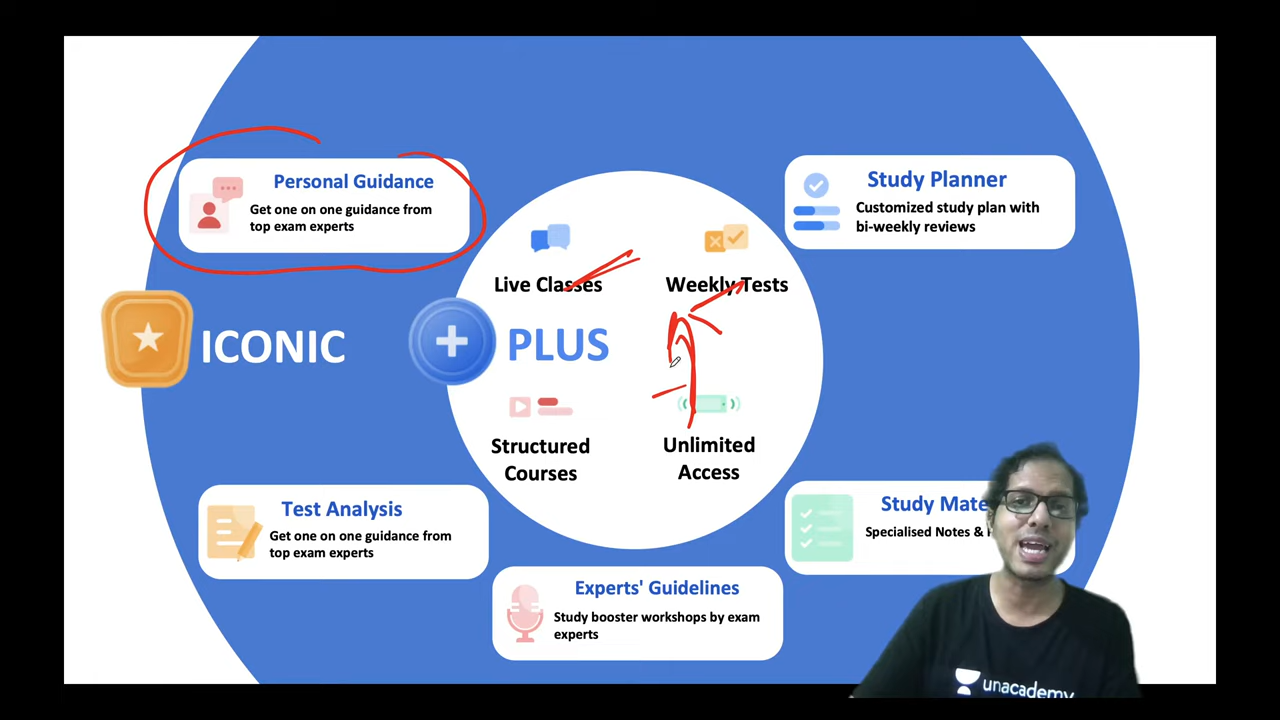 Personal Guidance
Get one on one guidance from
top exam experts
Study Planner
Customized study plan with
bi-weekly reviews
Live Classes
Weekly Tests
ICONIC
PLUS
Structured
Courses
Unlimited
Access
Test Analysis
Get one on one guidance from
top exam experts
Study
Specialised Notes &
Experts' Guidelines
Study booster workshops by exam
experts
unacademy